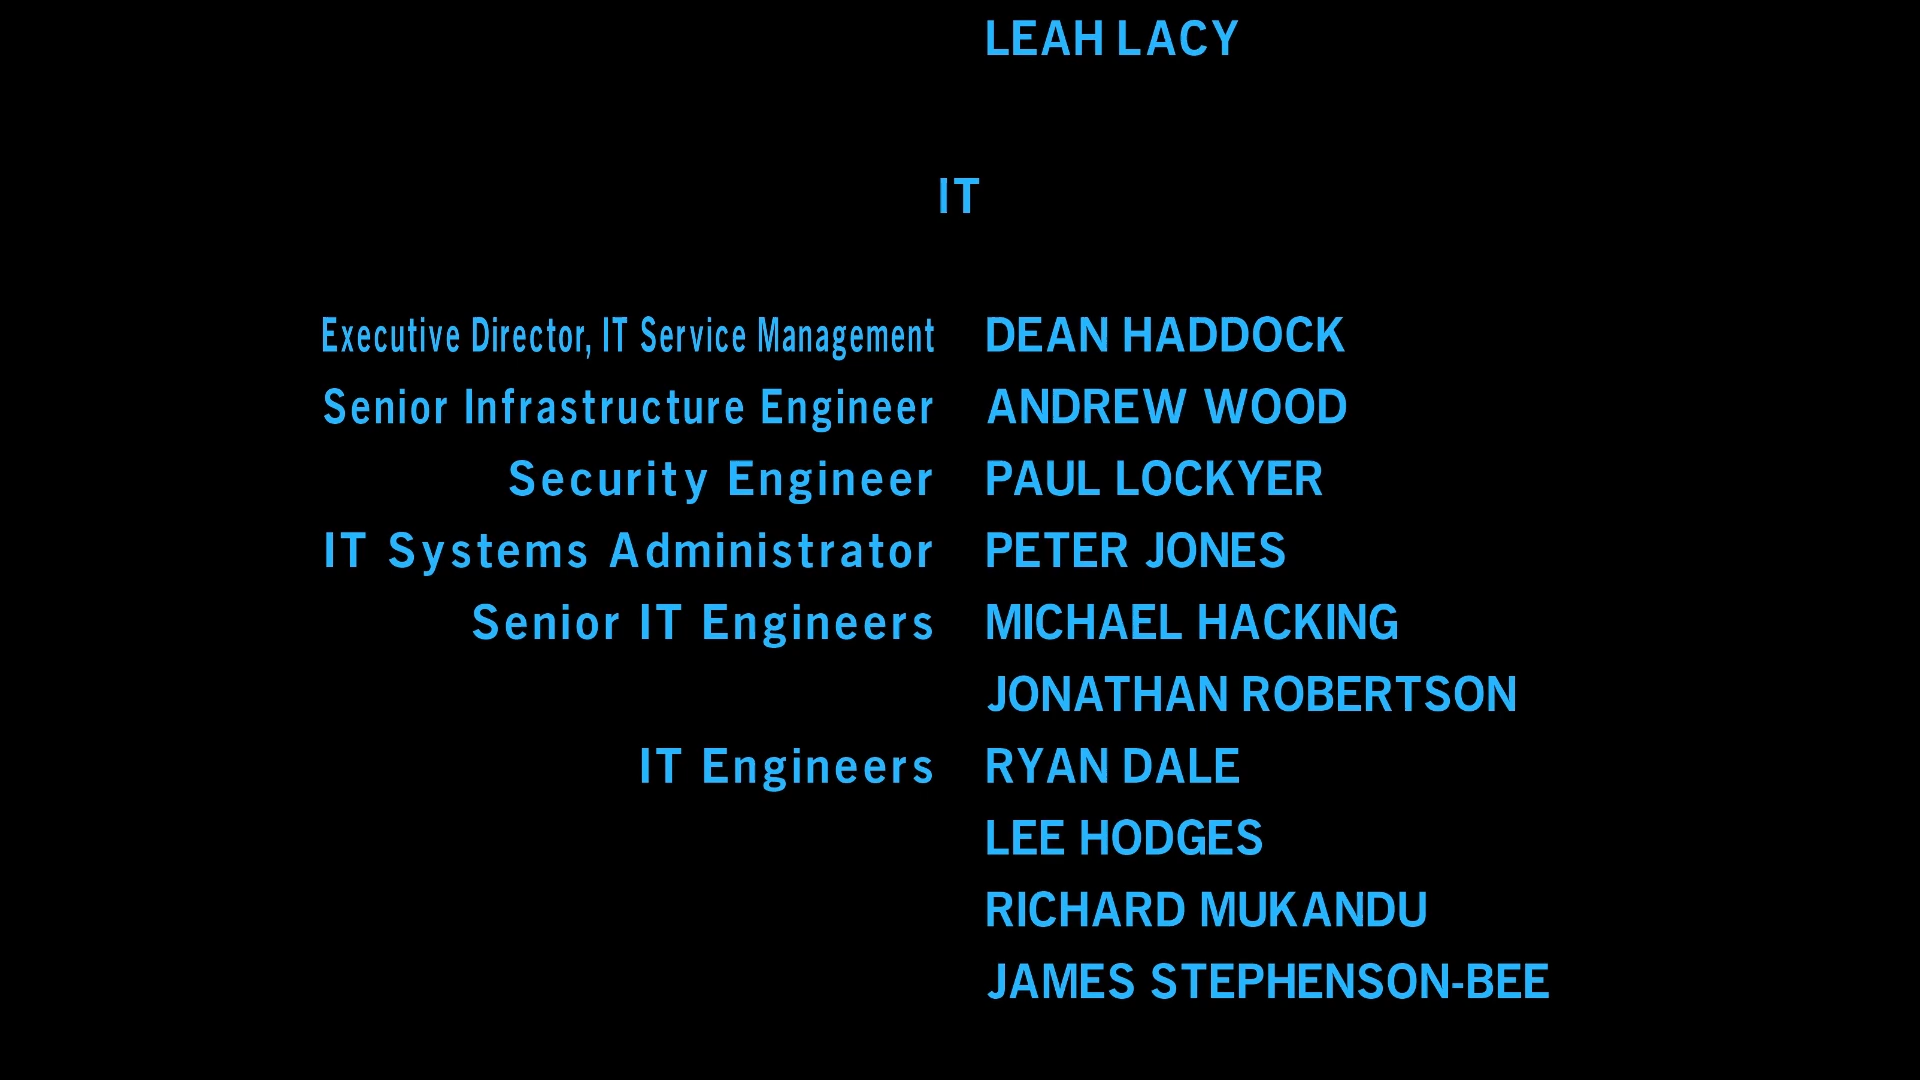 LEAH LACY
IT
Executive Director, IT Service Management DEAN HADDOCK
Senior Infrastructure Engineer ANDREW WOOD
Security Engineer PAUL LOCKYER
IT Systems Administrator PETER JONES
Senior IT Engineers MICHAEL HACKING
JONATHAN ROBERTSON
IT Engineers RYAN DALE
LEE HODGES
RICHARD MUKANDU
JAMES STEPHENSON-BEE